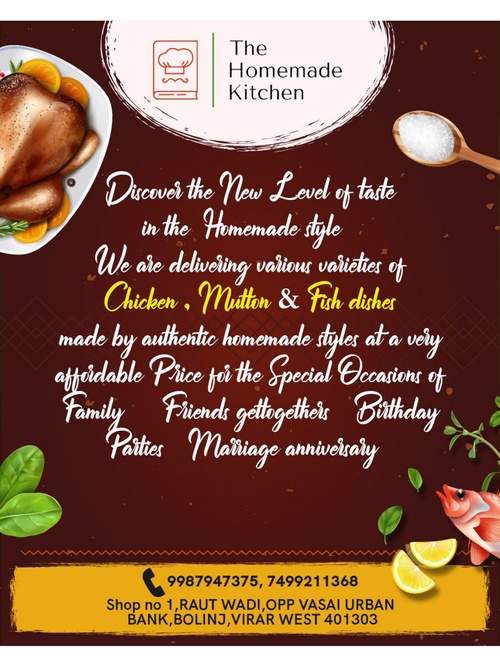 The
Homemade
Kitchen
Discover the New Level of taste
in the Homemade style
We are delivering various varieties of
Chicken , Mutton & Fish dishes
made by authentic homemade styles at a very
affordable Price for the Special Occasions of
Family Friends gettogethers Birthday
Parties Marriage anniversary
9987947375, 7499211368
Shop no 1,RAUT WADI,OPP VASAI URBAN
BANK,BOLINJ,VIRAR WEST 401303